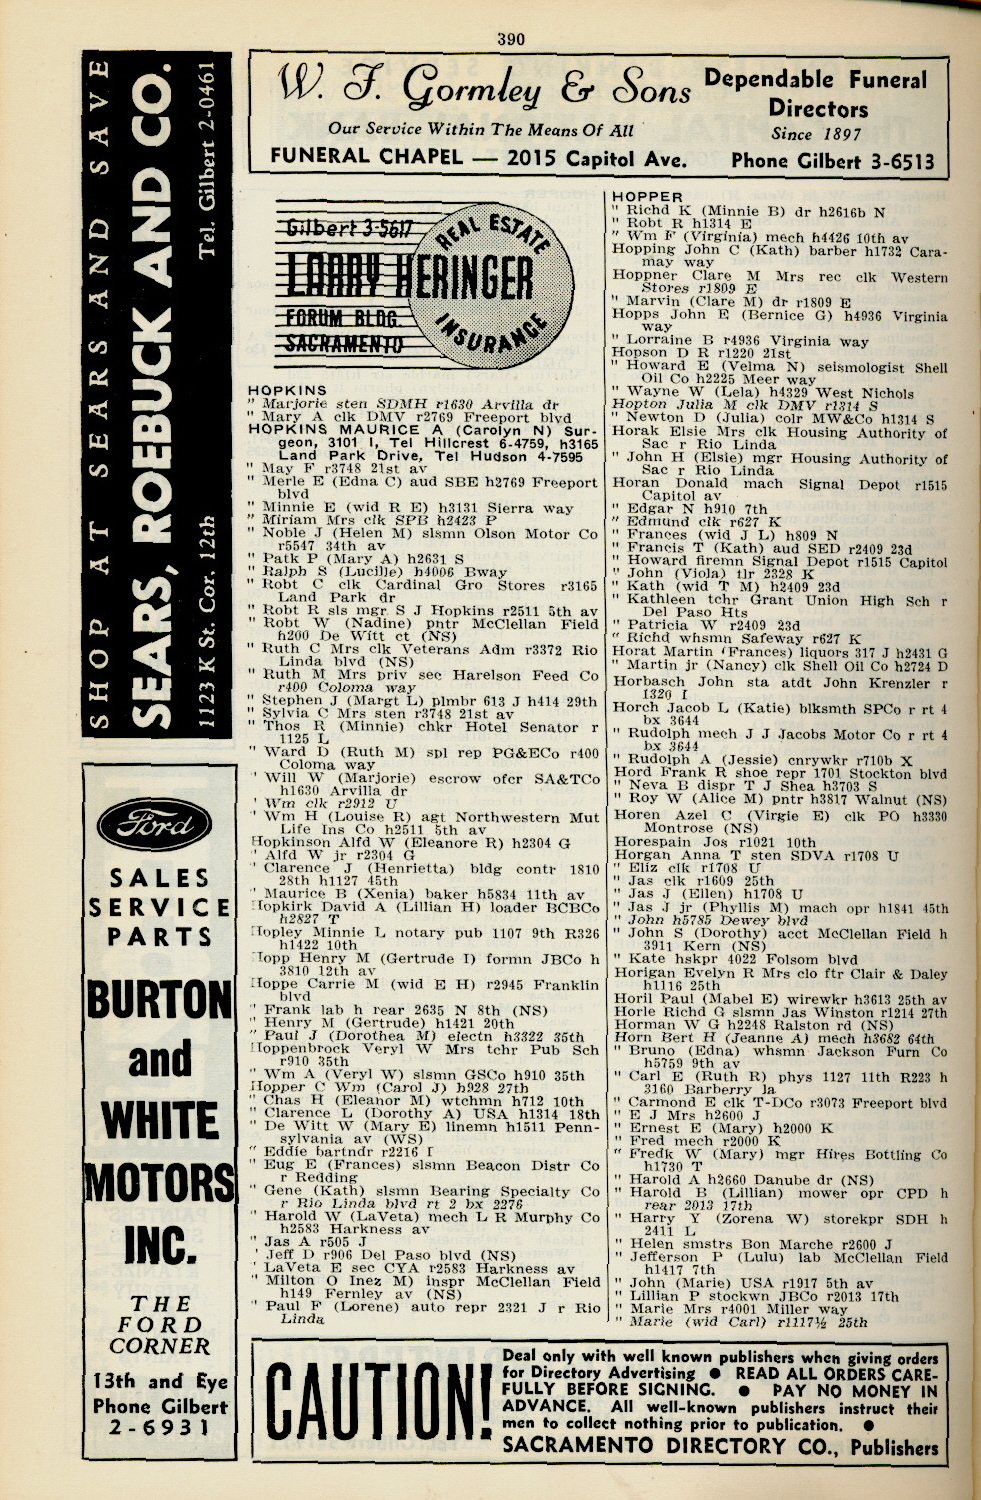 390
SHOP AT SEARS AND SAVE
SEARS, ROEBUCK AND CO.
1123 K St. Cor. 12th
Tel. Gilbert 2-0461
Ford
SALES
SERVICE
PARTS
BURTON
and
WHITE
MOTORS
INC.
THE
FORD
CORNER
13th and Eye
Phone Gilbert
2-6931
W. F. Gormley & Sons
Our Service Within The Means Of All
FUNERAL CHAPEL — 2015 Capitol Ave.
Dependable Funeral
Directors
Since 1897
Phone Gilbert 3-6513
Gilbert 3-5617
LARRY HERINGER
FORUM BLDG.
SACRAMENTO
REAL ESTATE
INSURANCE
HOPKINS
" Marjorie sten SDMH r1630 Arvilla dr
" Mary A clk DMV r2769 Freeport blvd
HOPKINS MAURICE A (Carolyn N) Sur-
geon, 3101 I, Tel Hillcrest 6-4759, h3165
Land Park Drive, Tel Hudson 4-7595
" May F r3748 21st av
" Merle E (Edna C) aud SBE h2769 Freeport
blvd
" Minnie E (wid R E) h3131 Sierra way
" Miriam Mrs clk SPB h2423 P
" Noble J (Helen M) slsmn Olson Motor Co
r5547 34th av
" Patk P (Mary A) h2631 S
" Ralph S (Lucille) h4006 Bway
" Robt C clk Cardinal Gro Stores r3165
Land Park dr
" Robt R sls mgr S J Hopkins r2511 5th av
" Robt W (Nadine) pntr McClellan Field
h200 De Witt ct (NS)
" Ruth C Mrs clk Veterans Adm r3372 Rio
Linda blvd (NS)
" Ruth M Mrs priv sec Harelson Feed Co
r400 Coloma way
" Stephen J (Margt L) plmbr 613 J h414 29th
" Sylvia C Mrs sten r3748 21st av
" Thos R (Minnie) chkr Hotel Senator r
1125 L
" Ward D (Ruth M) spl rep PG&ECo r400
Coloma way
' Will W (Marjorie) escrow ofcr SA&TCo
h1630 Arvilla dr
' Wm clk r2912 U
' Wm H (Louise R) agt Northwestern Mut
Life Ins Co h2511 5th av
Hopkinson Alfd W (Eleanore R) h2304 G
' Alfd W jr r2304 G
' Clarence J (Henrietta) bldg contr 1810
28th h1127 45th
' Maurice B (Xenia) baker h5834 11th av
Hopkirk David A (Lillian H) loader BCBCo
h2827 T
Hopley Minnie L notary pub 1107 9th R326
h1422 10th
Hopp Henry M (Gertrude I) formn JBCo h
3810 12th av
Hoppe Carrie M (wid E H) r2945 Franklin
blvd
" Frank lab h rear 2635 N 8th (NS)
" Henry M (Gertrude) h1421 20th
" Paul J (Dorothea M) electn h3322 35th
Hoppenbrock Veryl W Mrs tchr Pub Sch
r910 35th
" Wm A (Veryl W) slsmn GSCo h910 35th
Hopper C Wm (Carol J) h928 27th
" Chas H (Eleanor M) wtchmn h712 10th
" Clarence L (Dorothy A) USA h1314 18th
" De Witt W (Mary E) linemn h1511 Penn-
sylvania av (WS)
" Eddie bartndr r2216 I
" Eug E (Frances) slsmn Beacon Distr Co
r Redding
" Gene (Kath) slsmn Bearing Specialty Co
r Rio Linda blvd rt 2 bx 2276
" Harold W (LaVeta) mech L R Murphy Co
h2583 Harkness av
" Jas A r505 J
' Jeff D r906 Del Paso blvd (NS)
' LaVeta E sec CYA r2583 Harkness av
" Milton O Inez M) inspr McClellan Field
h149 Fernley av (NS)
" Paul F (Lorene) auto repr 2321 J r Rio
Linda
HOPPER
" Richd K (Minnie B) dr h2616b N
" Robt R h1314 E
" Wm F (Virginia) mech h4426 10th av
Hopping John C (Kath) barber h1732 Cara-
may way
Hoppner Clare M Mrs rec clk Western
Stores r1809 E
" Marvin (Clare M) dr r1809 E
Hopps John E (Bernice G) h4936 Virginia
way
" Lorraine B r4936 Virginia way
Hopson D R r1220 21st
" Howard E (Velma N) seismologist Shell
Oil Co h2225 Meer way
" Wayne W (Lela) h4329 West Nichols
Hopton Julia M clk DMV r1314 S
" Newton D (Julia) colr MW&Co h1314 S
Horak Elsie Mrs clk Housing Authority of
Sac r Rio Linda
" John H (Elsie) mgr Housing Authority of
Sac r Rio Linda
Horan Donald mach Signal Depot r1515
Capitol av
" Edgar N h910 7th
" Edmund clk r627 K
" Frances (wid J L) h809 N
" Francis T (Kath) aud SED r2409 23d
" Howard firemn Signal Depot r1515 Capitol
" John (Viola) tlr 2328 K
" Kath (wid T M) h2409 23d
" Kathleen tchr Grant Union High Sch r
Del Paso Hts
" Patricia W r2409 23d
" Richd whsmn Safeway r627 K
Horat Martin (Frances) liquors 317 J h2431 G
" Martin jr (Nancy) clk Shell Oil Co h2724 D
Horbasch John sta atdt John Krenzler r
1320 I
Horch Jacob L (Katie) blksmth SPCo r rt 4
bx 3644
" Rudolph mech J J Jacobs Motor Co r rt 4
bx 3644
" Rudolph A (Jessie) cnrywkr r710b X
Hord Frank R shoe repr 1701 Stockton blvd
" Neva B dispr T J Shea h3703 S
" Roy W (Alice M) pntr h3817 Walnut (NS)
Horen Azel C (Virgie E) clk PO h3330
Montrose (NS)
Horespain Jos r1021 10th
Horgan Anna T sten SDVA r1708 U
" Eliz clk r1708 U
" Jas clk r1609 25th
" Jas J (Ellen) h1708 U
" Jas J jr (Phyllis M) mach opr h1841 45th
" John h5785 Dewey blvd
" John S (Dorothy) acct McClellan Field h
3911 Kern (NS)
" Kate hskpr 4022 Folsom blvd
Horigan Evelyn R Mrs clo ftr Clair & Daley
h1116 25th
Horil Paul (Mabel E) wirewkr h3613 25th av
Horle Richd G slsmn Jas Winston r1214 27th
Horman W G h2248 Ralston rd (NS)
Horn Bert H (Jeanne A) mech h3682 64th
" Bruno (Edna) whsmn Jackson Furn Co
h5759 9th av
" Carl E (Ruth R) phys 1127 11th R223 h
3160 Barberry la
" Carmond E clk T-DCo r3073 Freeport blvd
" E J Mrs h2600 J
" Ernest E (Mary) h2000 K
" Fred mech r2000 K
" Fredk W (Mary) mgr Hires Bottling Co
h1730 T
" Harold A h2660 Danube dr (NS)
" Harold B (Lillian) mower opr CPD h
rear 2013 17th
" Harry Y (Zorena W) storekpr SDH h
2411 L
" Helen smstrs Bon Marche r2600 J
" Jefferson P (Lulu) lab McClellan Field
h1417 7th
" John (Marie) USA r1917 5th av
" Lillian P stockwn JBCo r2013 17th
" Marie Mrs r4001 Miller way
" Marie (wid Carl) r1117½ 25th
CAUTION!
Deal only with well known publishers when giving orders
for Directory Advertising ● READ ALL ORDERS CARE-
FULLY BEFORE SIGNING. ● PAY NO MONEY IN
ADVANCE. All well-known publishers instruct their
men to collect nothing prior to publication. ●
SACRAMENTO DIRECTORY CO., Publishers